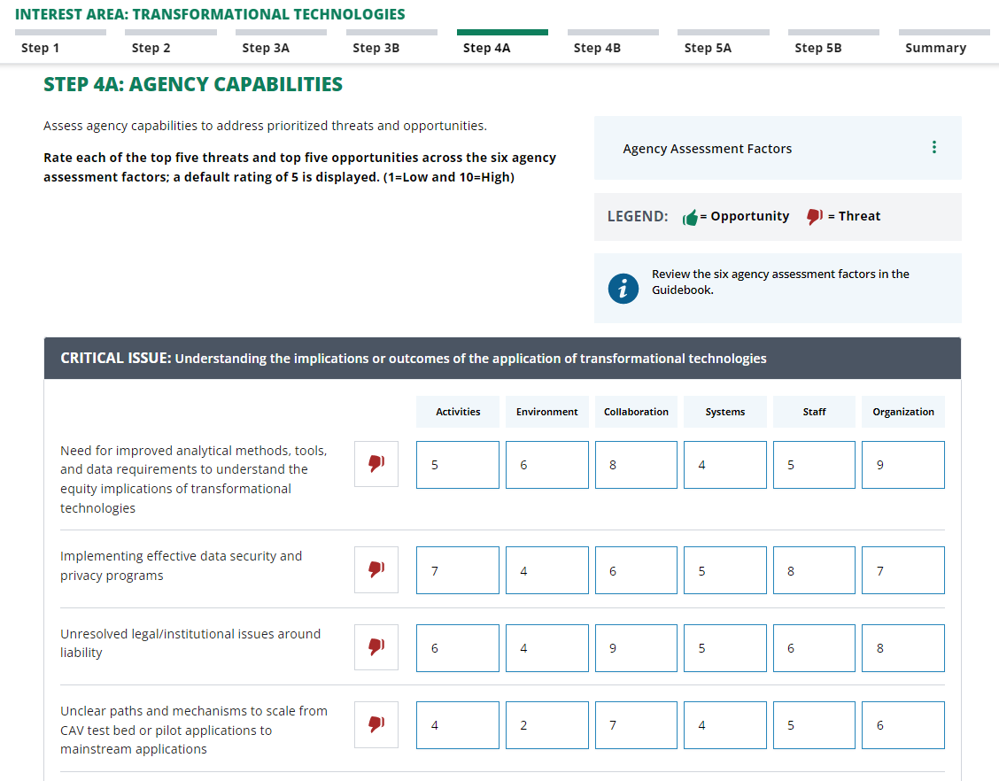 INTEREST AREA: TRANSFORMATIONAL TECHNOLOGIES
Step 1 Step 2 Step 3A Step 3B Step 4A Step 4B Step 5A Step 5B Summary
STEP 4A: AGENCY CAPABILITIES
Assess agency capabilities to address prioritized threats and opportunities.
Rate each of the top five threats and top five opportunities across the six agency
assessment factors; a default rating of 5 is displayed. (1=Low and 10=High)
Agency Assessment Factors
LEGEND: = Opportunity = Threat
i
Review the six agency assessment factors in the
Guidebook.
CRITICAL ISSUE: Understanding the implications or outcomes of the application of transformational technologies
Activities Environment Collaboration Systems Staff Organization
Need for improved analytical methods, tools,
and data requirements to understand the
equity implications of transformational
technologies
5 6 8 4 5 9
Implementing effective data security and
privacy programs
7 4 6 5 8 7
Unresolved legal/institutional issues around
liability
6 4 9 5 6 8
Unclear paths and mechanisms to scale from
CAV test bed or pilot applications to
mainstream applications
4 2 7 4 5 6